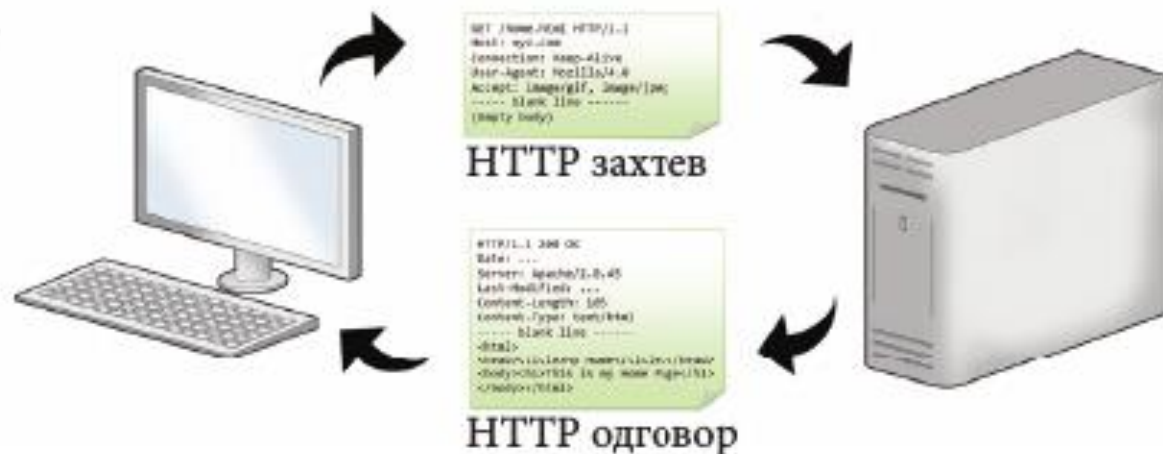 GET /Home.html HTTP/1.1
Host: xyz.com
Connection: Keep-Alive
User-Agent: Mozilla/4.0
Accept: image/gif, image/jpeg
----- blank line ------
(Empty body)
HTTP захтев
HTTP/1.1 200 OK
Date: ...
Server: Apache/2.0.45
Last-Modified: ...
Content-Length: 105
Content-Type: text/html
----- blank line ------
<html>
<body><h1>This is my Home Page</h1>
</body></html>
HTTP одговор